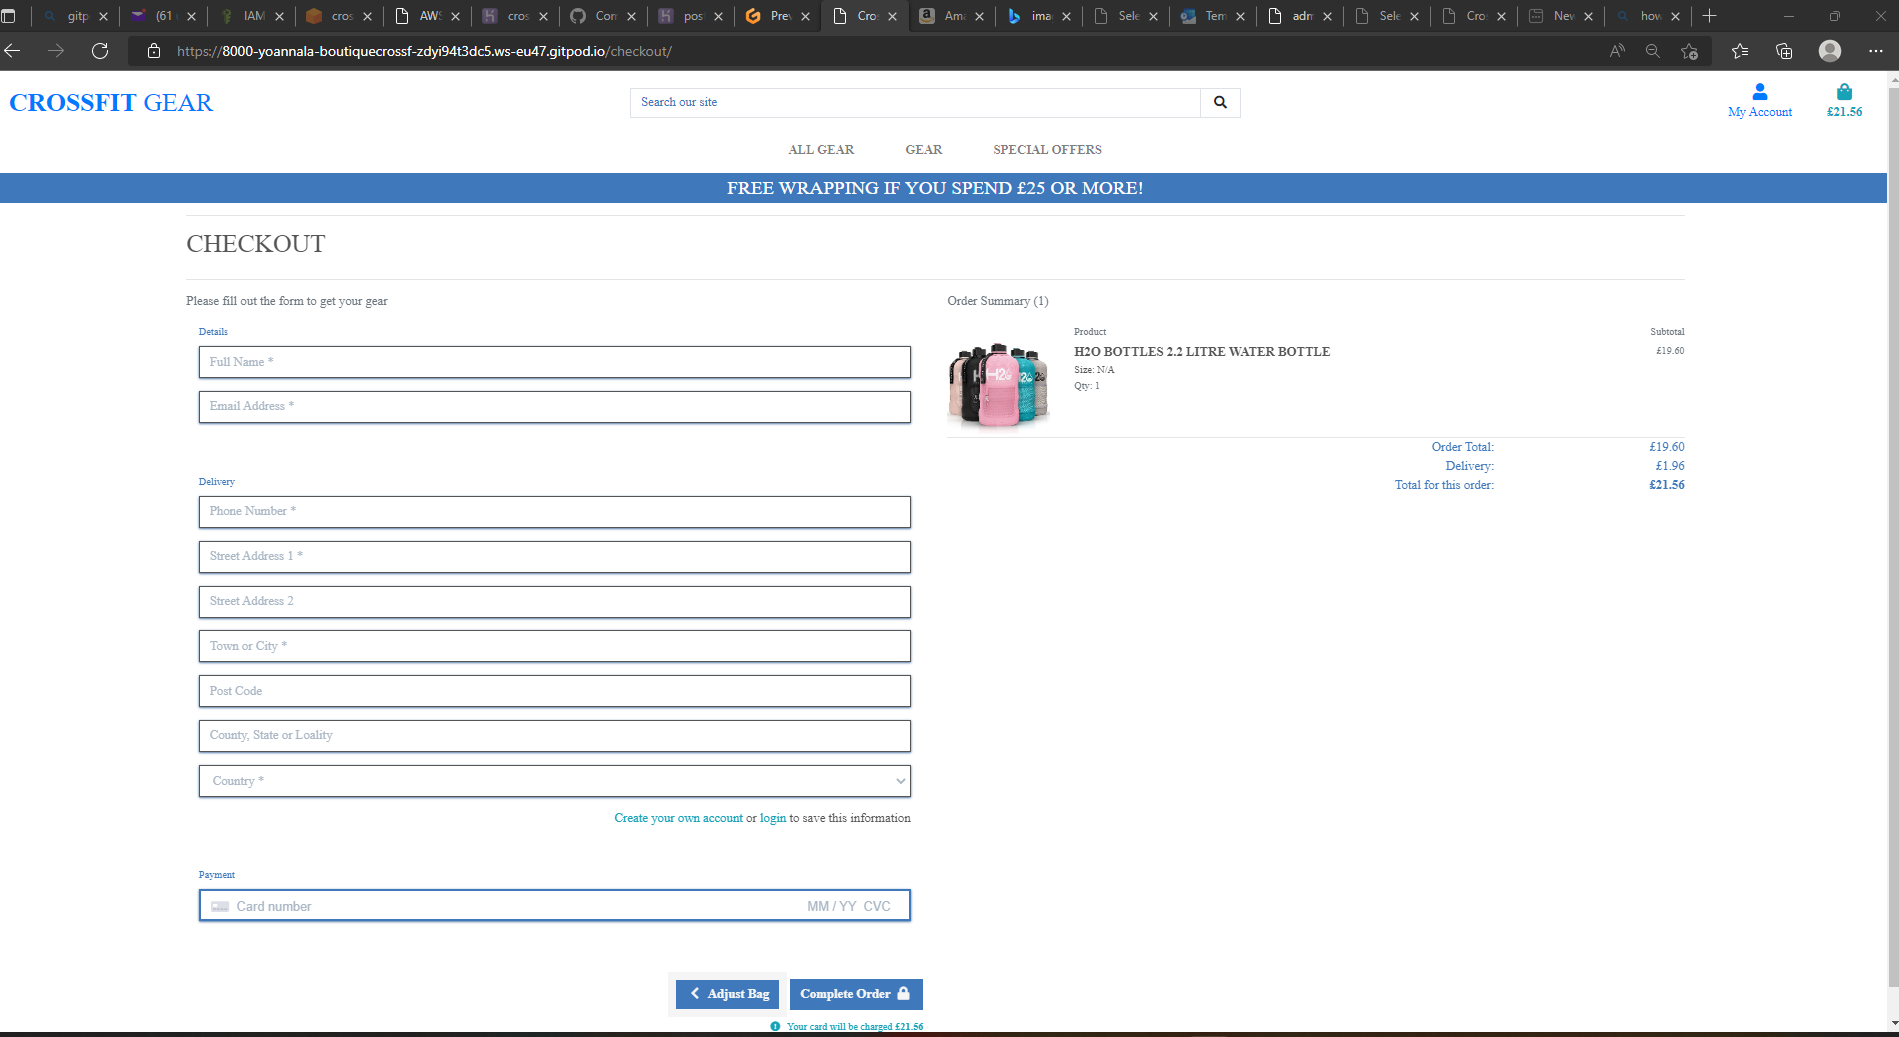 gitp
(61
IAM
cros
AWS
cros
Con
pos
Prev
Cro
Ama
ima
Sele
Tem
adm
Sele
Cro
New
how
https://8000-yoannala-boutiquecrossf-zdyi94t3dc5.ws-eu47.gitpod.io/checkout/
CROSSFIT GEAR
Search our site
My Account
£21.56
ALL GEAR GEAR SPECIAL OFFERS
FREE WRAPPING IF YOU SPEND £25 OR MORE!
CHECKOUT
Please fill out the form to get your gear
Details
Full Name *
Email Address *
Delivery
Phone Number *
Street Address 1 *
Street Address 2
Town or City *
Post Code
County, State or Loality
Country *
Create your own account or login to save this information
Payment
Card number MM / YY CVC
Adjust Bag
Complete Order
Your card will be charged £21.56
Order Summary (1)
Product Subtotal
H2O BOTTLES 2.2 LITRE WATER BOTTLE £19.60
Size: N/A
Qty: 1
H2O
Order Total: £19.60
Delivery: £1.96
Total for this order: £21.56